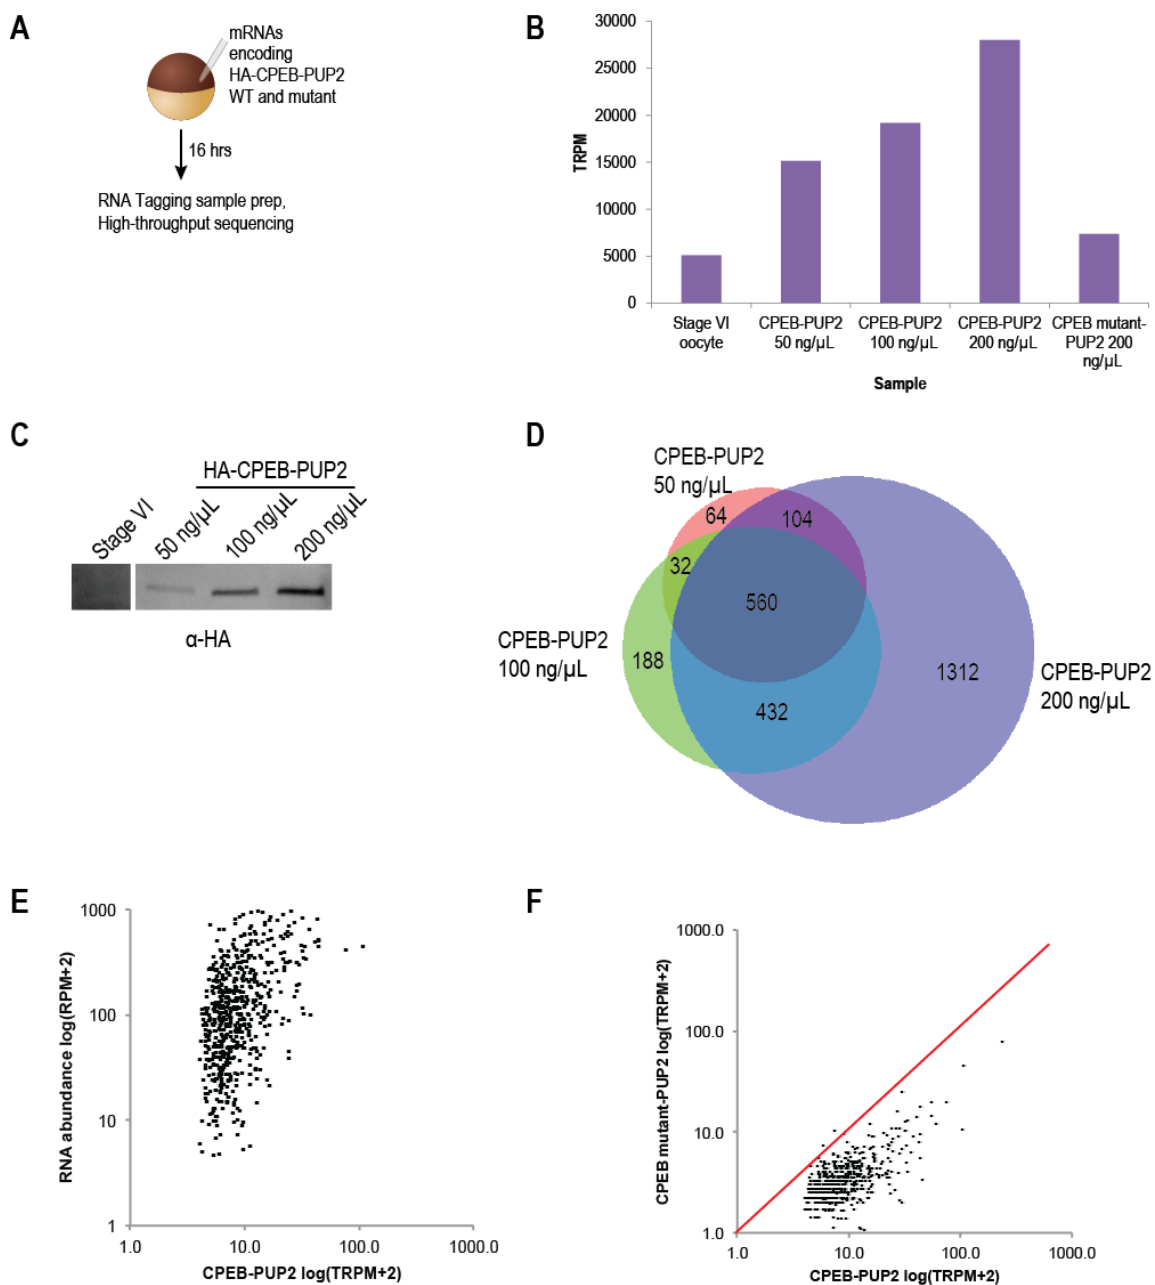 A
mRNAs
encoding
HA-CPEB-PUP2
WT and mutant
16 hrs
RNA Tagging sample prep,
High-throughput sequencing
B
30000
25000
20000
15000
10000
5000
0
TRPM
Stage VI
oocyte
CPEB-PUP2
50 ng/µL
CPEB-PUP2
100 ng/µL
CPEB-PUP2
200 ng/µL
CPEB mutant-
PUP2 200
ng/µL
Sample
C
HA-CPEB-PUP2
Stage VI
50 ng/µL
100 ng/µL
200 ng/µL
α-HA
D
CPEB-PUP2
50 ng/µL
64
104
32
560
CPEB-PUP2
100 ng/µL
188
432
1312
CPEB-PUP2
200 ng/µL
E
RNA abundance log(RPM+2)
1000
100
10
1
1.0
10.0
100.0
1000.0
CPEB-PUP2 log(TRPM+2)
F
CPEB mutant-PUP2 log(TRPM+2)
1000.0
100.0
10.0
1.0
1.0
10.0
100.0
1000.0
CPEB-PUP2 log(TRPM+2)